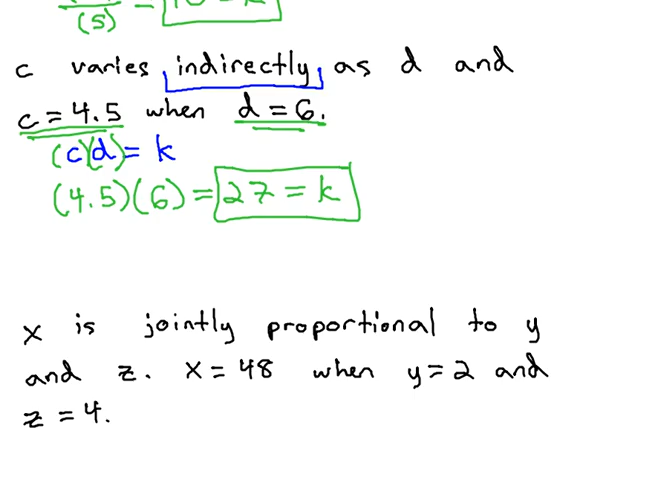 (5)
c varies indirectly as d and
c = 4.5 when d = 6.
(c)(d) = k
(4.5)(6) = 27 = k
x is jointly proportional to y
and z. x = 48 when y = 2 and
z = 4.